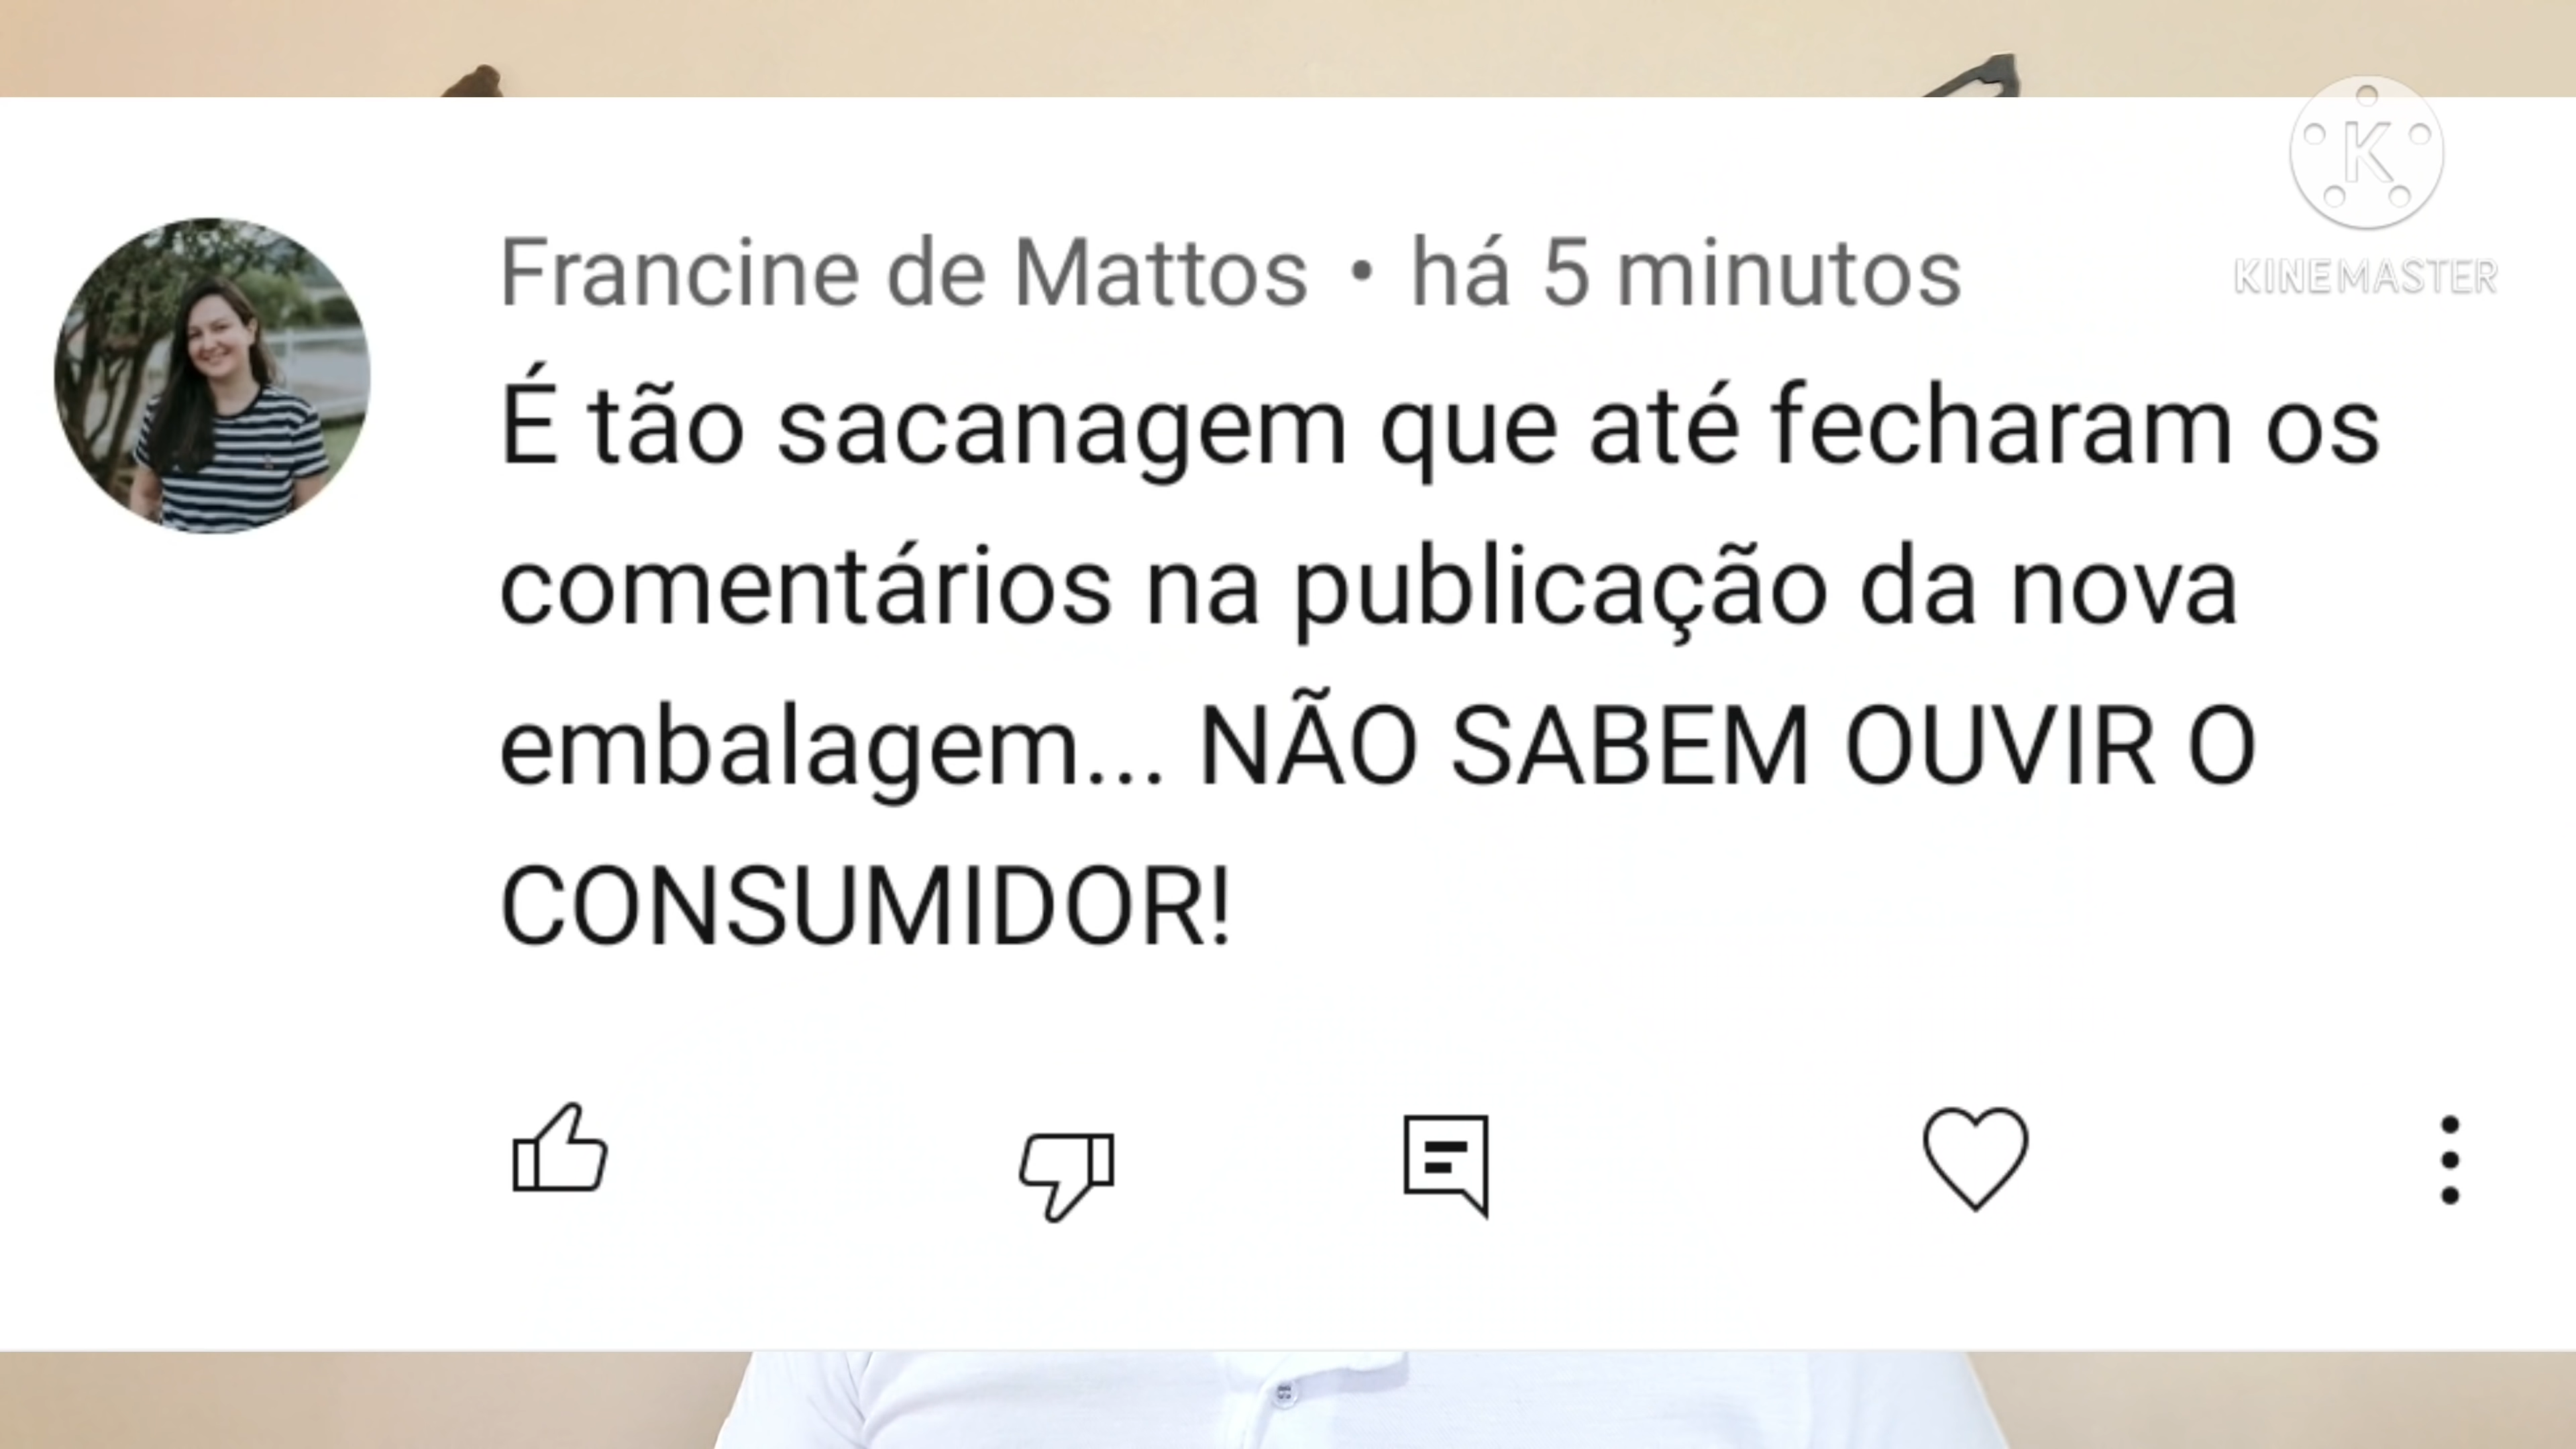 K
KINEMASTER
Francine de Mattos • há 5 minutos
É tão sacanagem que até fecharam os
comentários na publicação da nova
embalagem... NÃO SABEM OUVIR O
CONSUMIDOR!